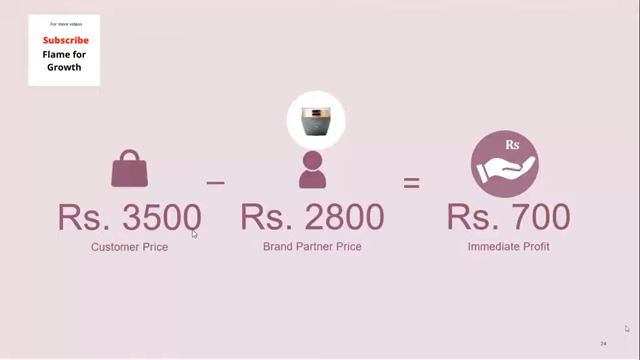 For more videos
Subscribe
Flame for
Growth
Rs
Rs. 3500 – Rs. 2800 = Rs. 700
Customer Price Brand Partner Price Immediate Profit
24